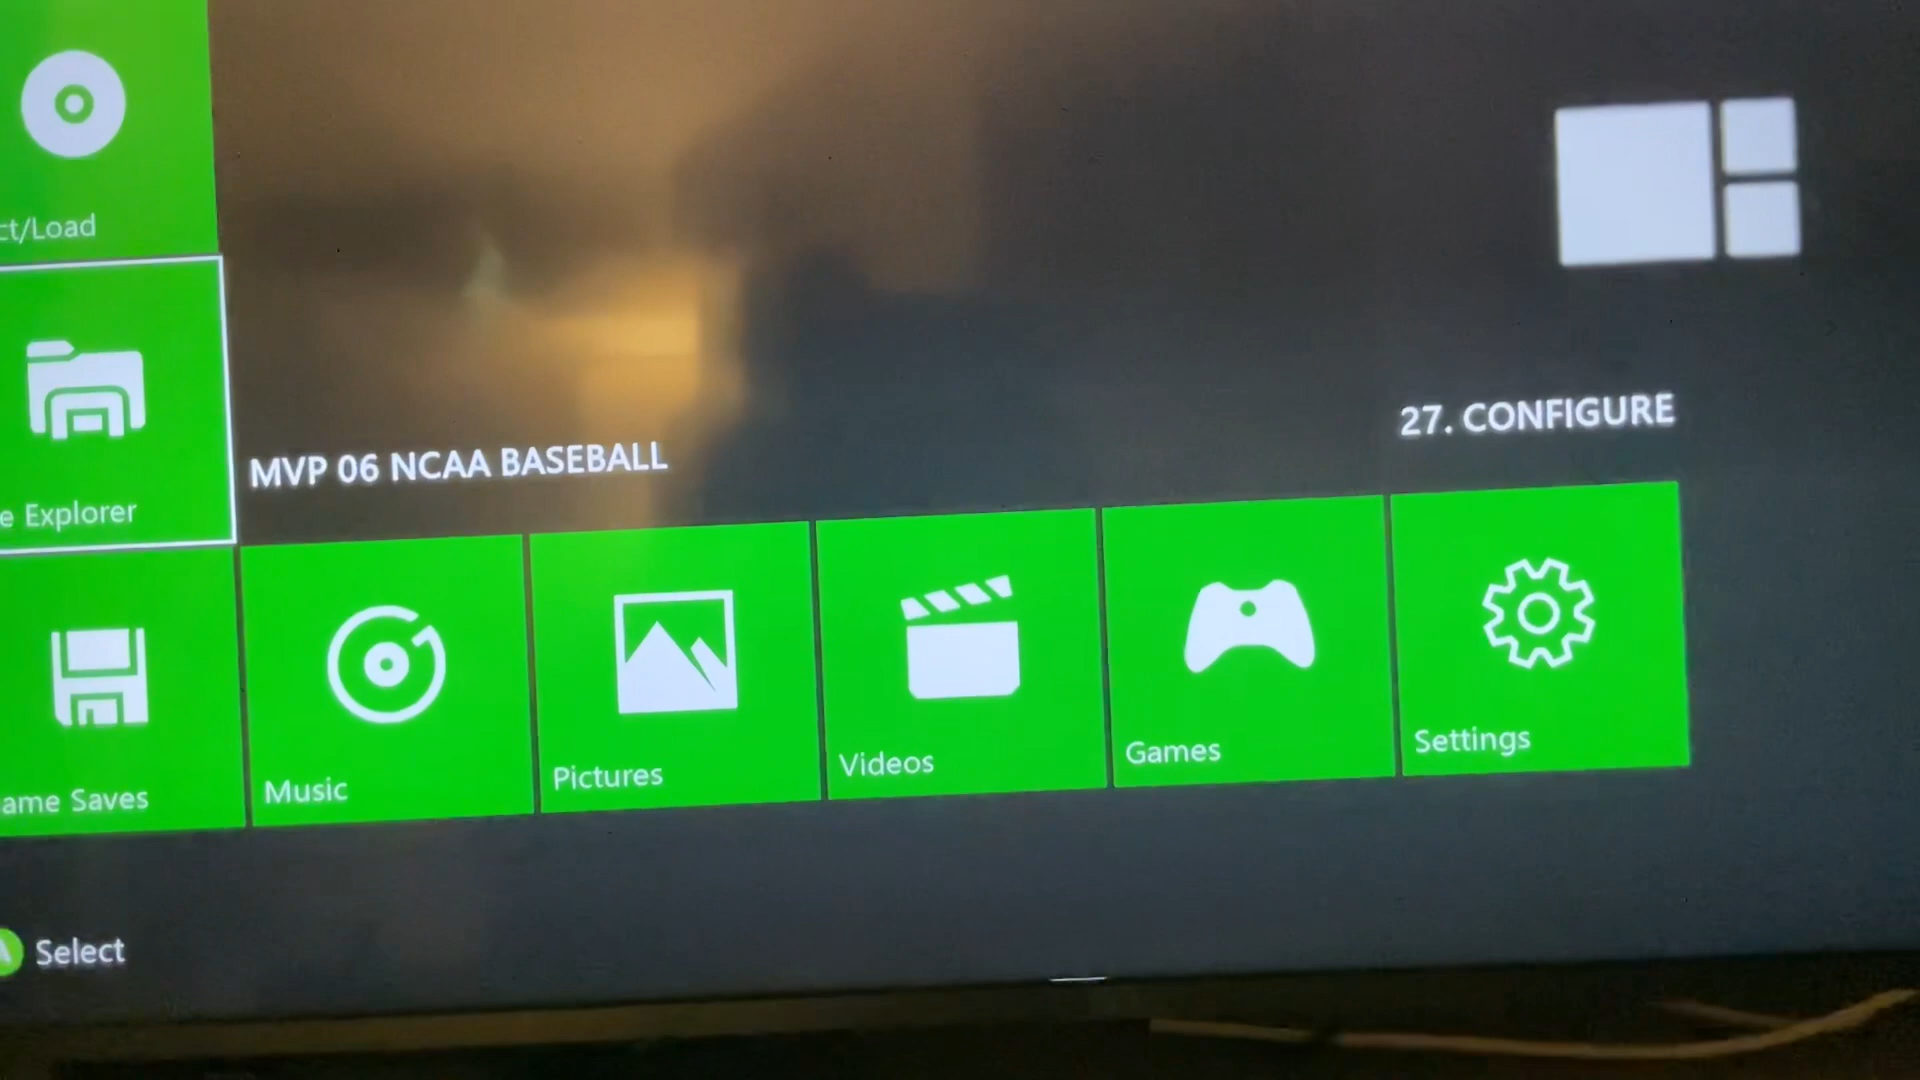 ct/Load
e Explorer
MVP 06 NCAA BASEBALL
27. CONFIGURE
ame Saves
Music
Pictures
Videos
Games
Settings
A Select